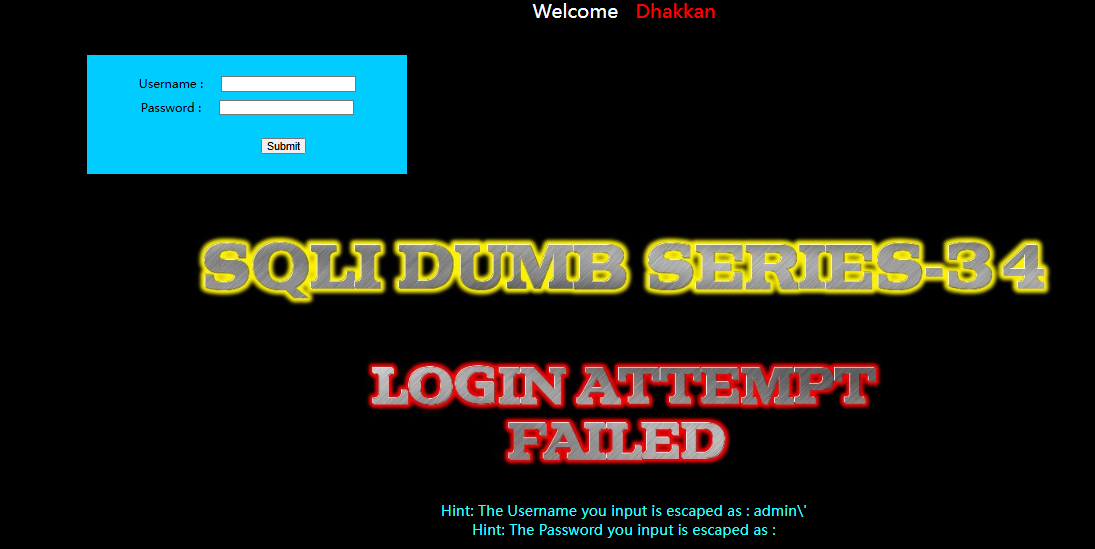 Welcome Dhakkan
Username :
Password :
Submit
SQLI DUMB SERIES-34
LOGIN ATTEMPT
FAILED
Hint: The Username you input is escaped as : admin\'
Hint: The Password you input is escaped as :